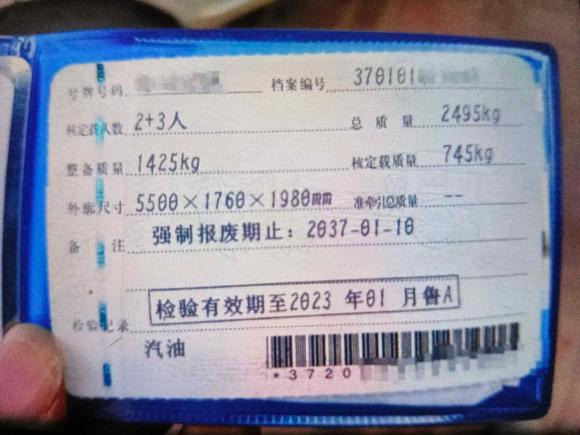 号牌号码 档案编号 370101
核定载人数 2+3人 总质量 2495kg
整备质量 1425kg 核定载质量 745kg
外廓尺寸 5500×1760×1980mm 准牵引总质量 --
备注 强制报废期止：2037-01-10
检验有效期至2023 年01 月鲁A
检验记录
汽油
*3720